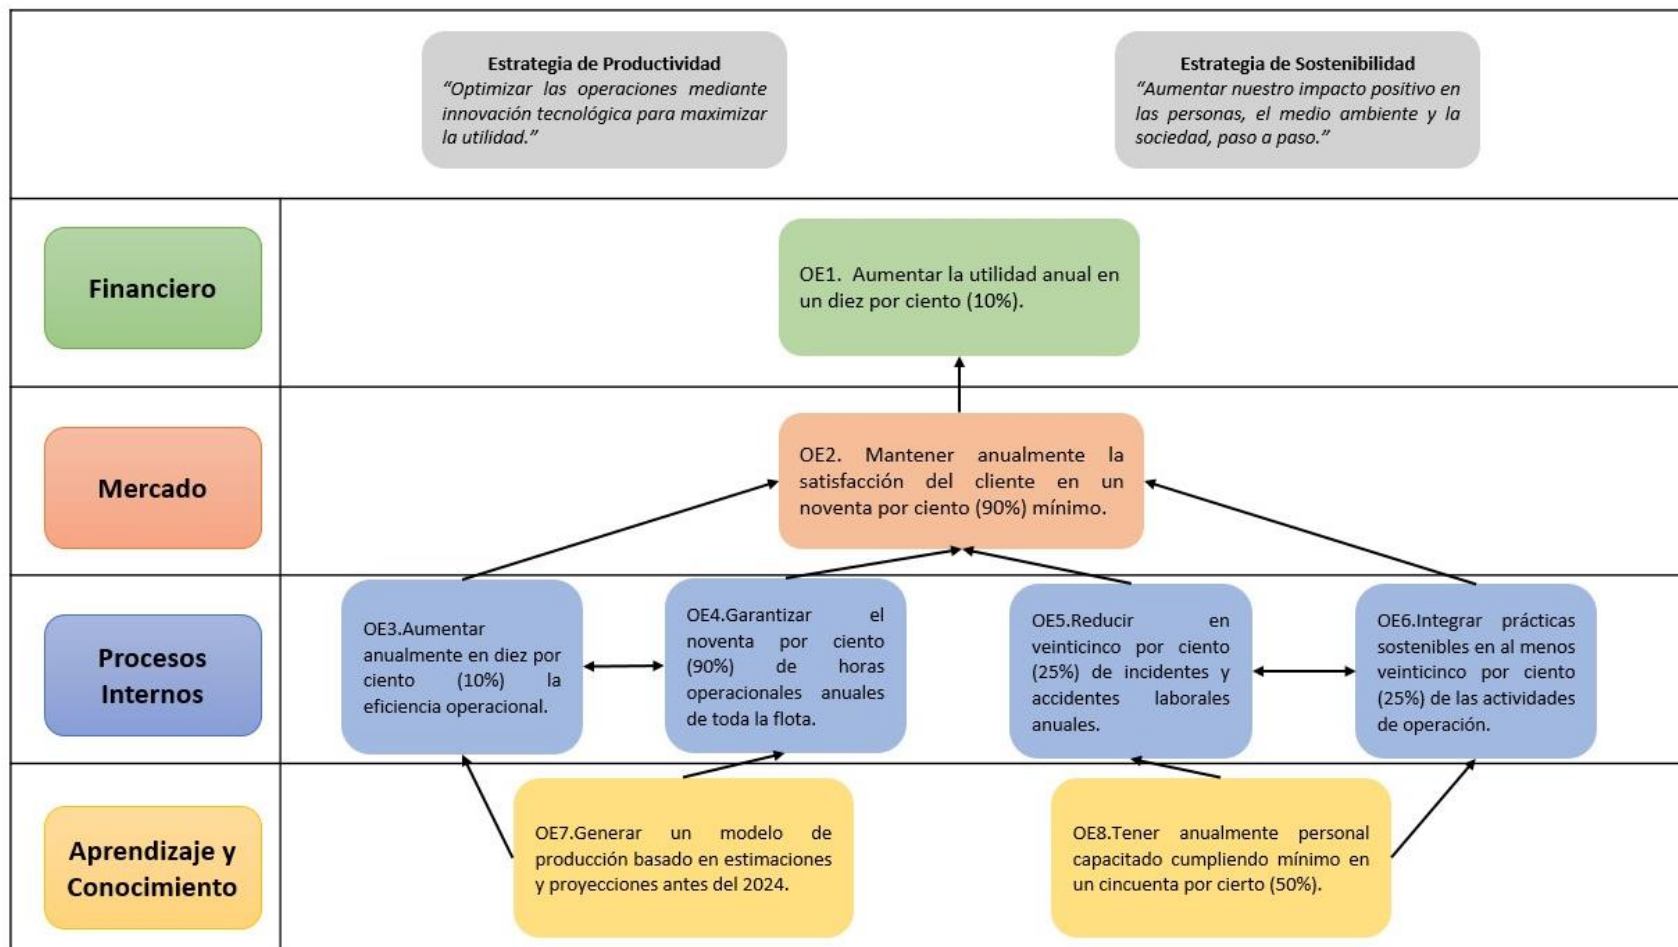 Estrategia de Productividad
“Optimizar las operaciones mediante
innovación tecnológica para maximizar
la utilidad.”
Estrategia de Sostenibilidad
“Aumentar nuestro impacto positivo en
las personas, el medio ambiente y la
sociedad, paso a paso.”
Financiero
OE1. Aumentar la utilidad anual en
un diez por ciento (10%).
Mercado
OE2. Mantener anualmente la
satisfacción del cliente en un
noventa por ciento (90%) mínimo.
Procesos
Internos
OE3.Aumentar
anualmente en diez por
ciento (10%) la
eficiencia operacional.
OE4.Garantizar el
noventa por ciento
(90%) de horas
operacionales anuales
de toda la flota.
OE5.Reducir en
veinticinco por ciento
(25%) de incidentes y
accidentes laborales
anuales.
OE6.Integrar prácticas
sostenibles en al menos
veinticinco por ciento
(25%) de las actividades
de operación.
Aprendizaje y
Conocimiento
OE7.Generar un modelo de
producción basado en estimaciones
y proyecciones antes del 2024.
OE8.Tener anualmente personal
capacitado cumpliendo mínimo en
un cincuenta por cierto (50%).